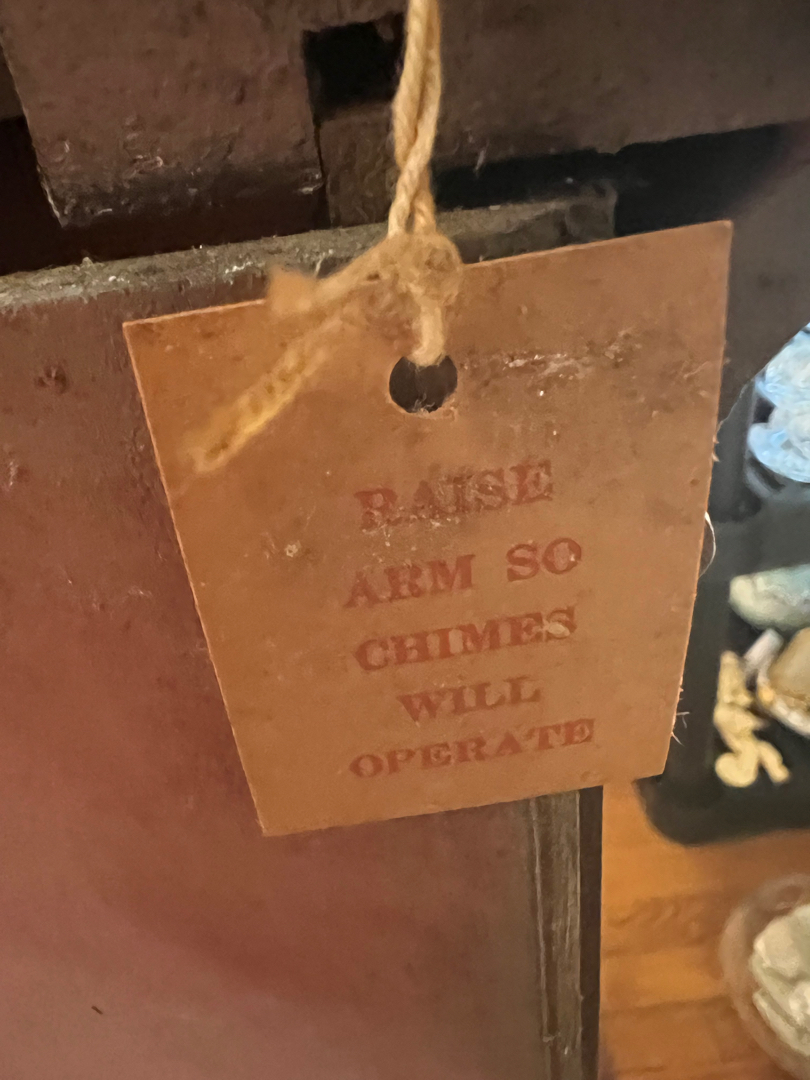 RAISE
ARM SO
CHIMES
WILL
OPERATE